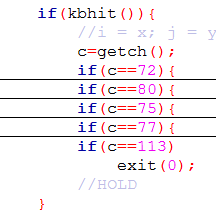 if(kbhit()){
//i = x; j = y
c=getch();
if(c==72){
if(c==80){
if(c==75){
if(c==77){
if(c==113)
exit(0);
//HOLD
}